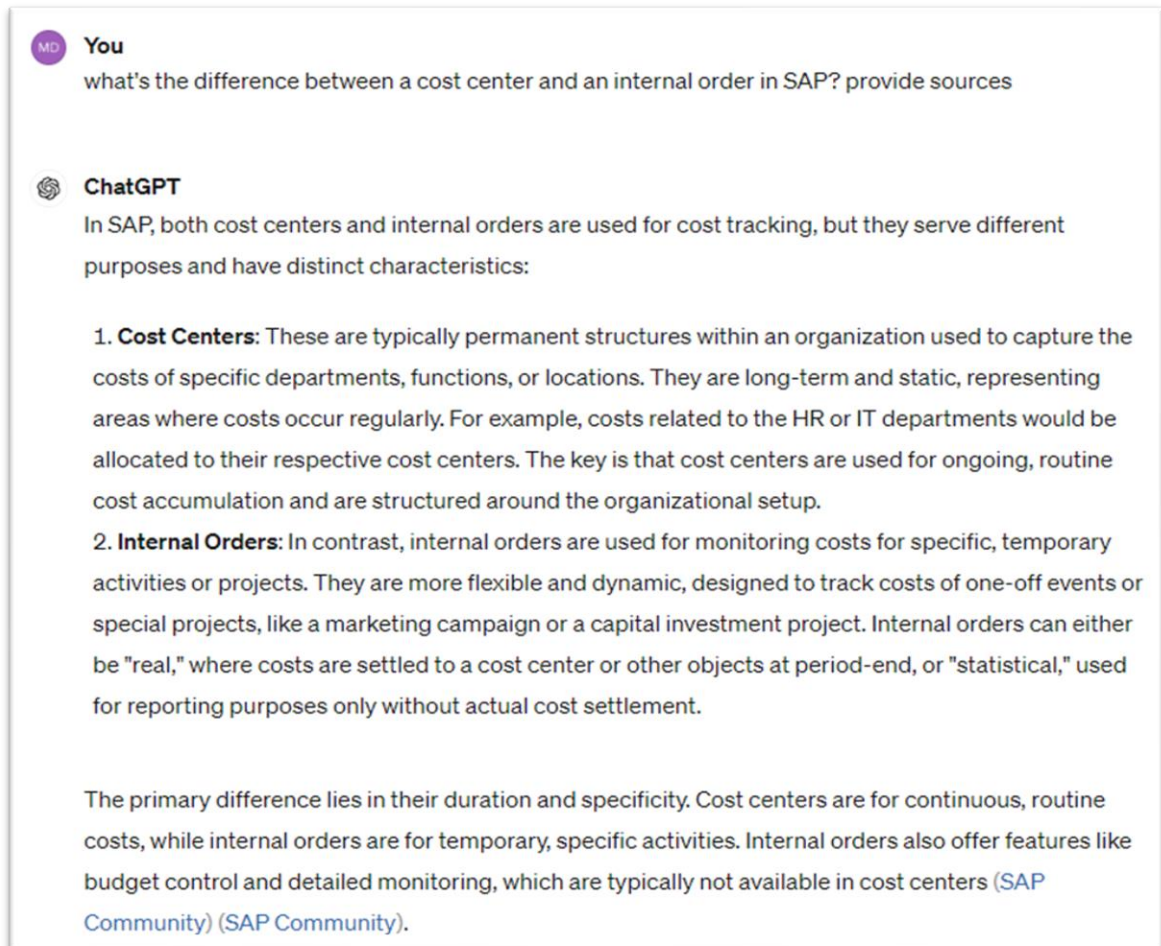 MD You
what's the difference between a cost center and an internal order in SAP? provide sources
ChatGPT
In SAP, both cost centers and internal orders are used for cost tracking, but they serve different
purposes and have distinct characteristics:
1. Cost Centers: These are typically permanent structures within an organization used to capture the
costs of specific departments, functions, or locations. They are long-term and static, representing
areas where costs occur regularly. For example, costs related to the HR or IT departments would be
allocated to their respective cost centers. The key is that cost centers are used for ongoing, routine
cost accumulation and are structured around the organizational setup.
2. Internal Orders: In contrast, internal orders are used for monitoring costs for specific, temporary
activities or projects. They are more flexible and dynamic, designed to track costs of one-off events or
special projects, like a marketing campaign or a capital investment project. Internal orders can either
be "real," where costs are settled to a cost center or other objects at period-end, or "statistical," used
for reporting purposes only without actual cost settlement.
The primary difference lies in their duration and specificity. Cost centers are for continuous, routine
costs, while internal orders are for temporary, specific activities. Internal orders also offer features like
budget control and detailed monitoring, which are typically not available in cost centers (SAP
Community) (SAP Community).